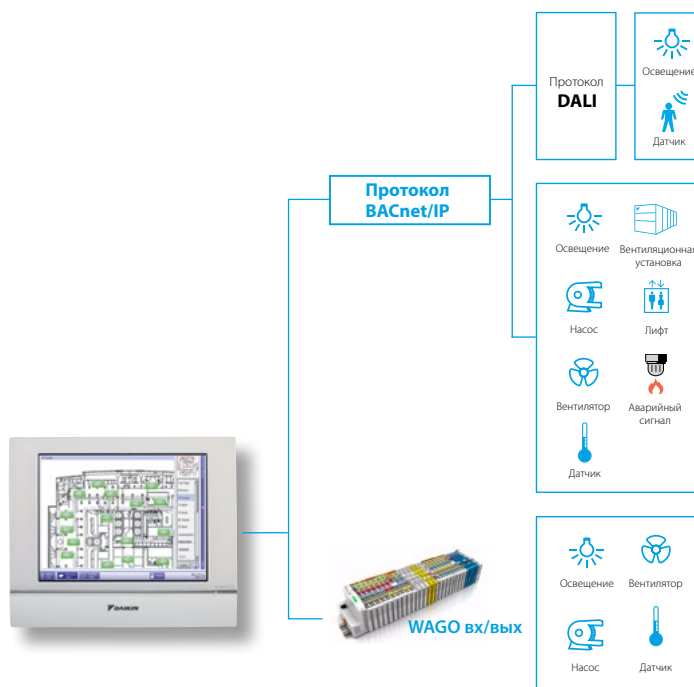 Протокол
DALI
Освещение
Датчик
Протокол
BACnet/IP
Освещение
Вентиляционная
установка
Насос
Лифт
Вентилятор
Аварийный
сигнал
Датчик
DAIKIN
WAGO вх/вых
Освещение
Вентилятор
Насос
Датчик